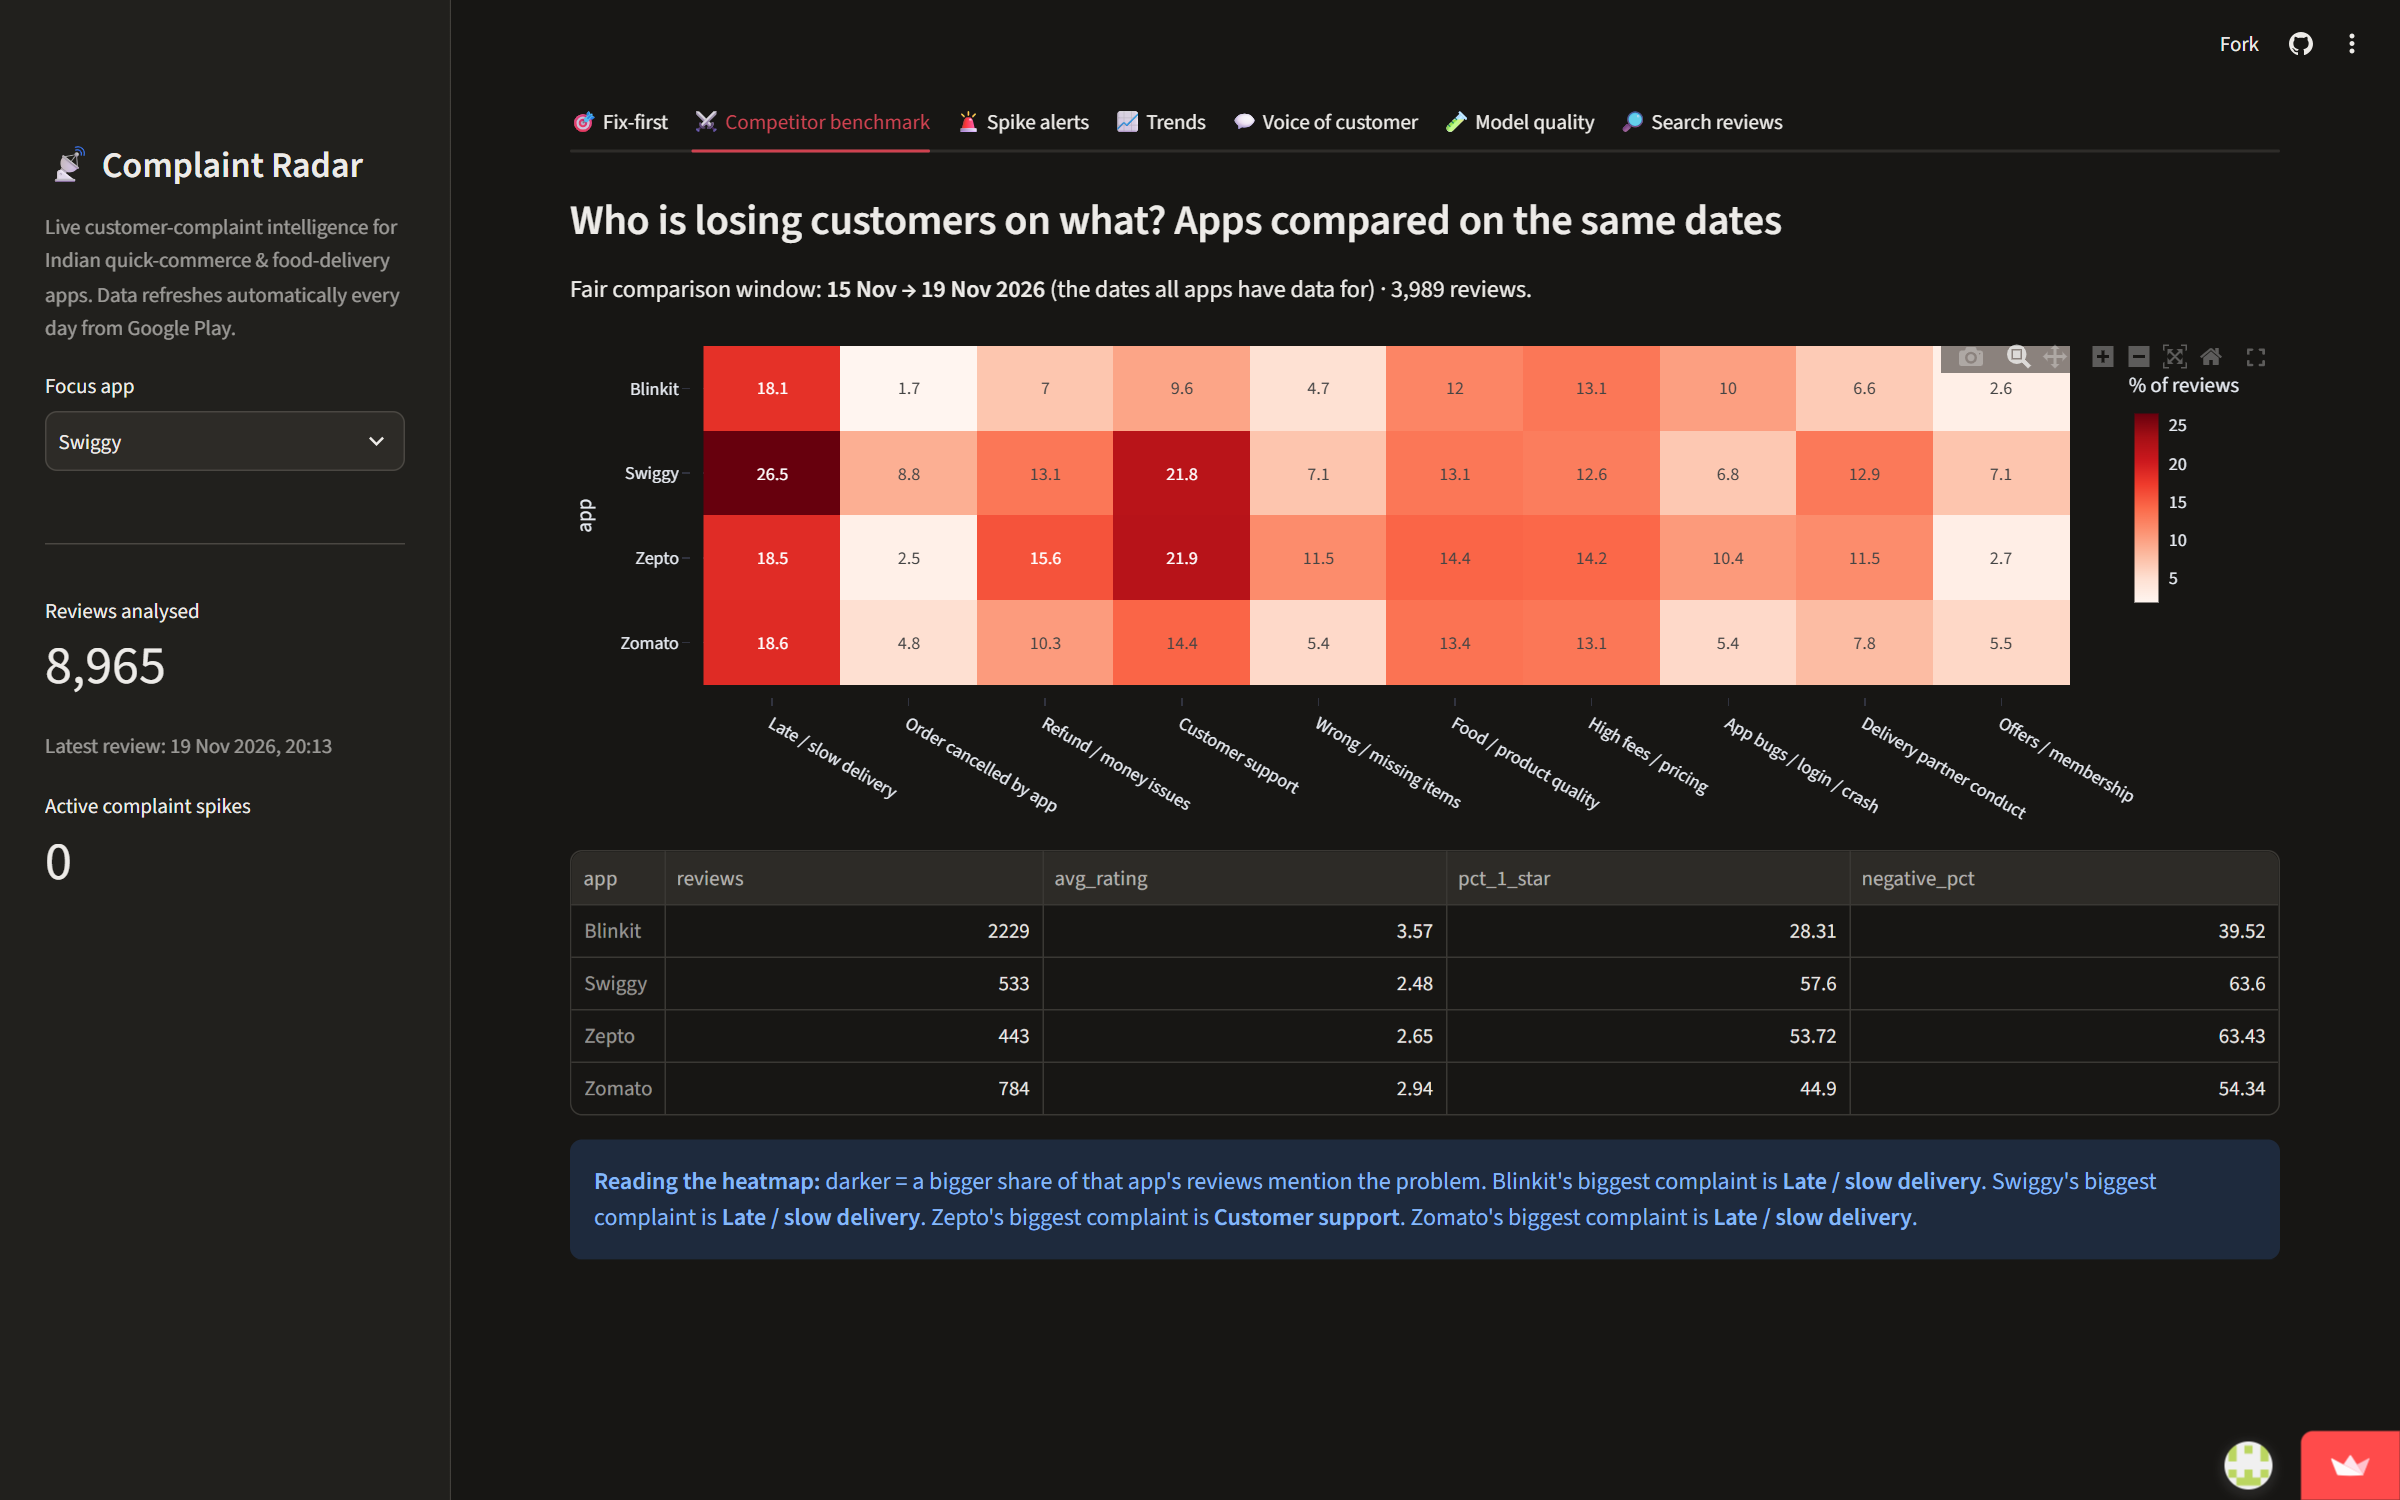 Fork
Complaint Radar
Live customer-complaint intelligence for
Indian quick-commerce & food-delivery
apps. Data refreshes automatically every
day from Google Play.
Focus app
Swiggy
Reviews analysed
8,965
Latest review: 19 Nov 2026, 20:13
Active complaint spikes
0
Fix-first Competitor benchmark Spike alerts Trends Voice of customer Model quality Search reviews
Who is losing customers on what? Apps compared on the same dates
Fair comparison window: 15 Nov → 19 Nov 2026 (the dates all apps have data for) · 3,989 reviews.
app
Blinkit 18.1 1.7 7 9.6 4.7 12 13.1 10 6.6 2.6
Swiggy 26.5 8.8 13.1 21.8 7.1 13.1 12.6 6.8 12.9 7.1
Zepto 18.5 2.5 15.6 21.9 11.5 14.4 14.2 10.4 11.5 2.7
Zomato 18.6 4.8 10.3 14.4 5.4 13.4 13.1 5.4 7.8 5.5
Late / slow delivery
Order cancelled by app
Refund / money issues
Customer support
Wrong / missing items
Food / product quality
High fees / pricing
App bugs / login / crash
Delivery partner conduct
Offers / membership
% of reviews
25
20
15
10
5
app reviews avg_rating pct_1_star negative_pct
Blinkit 2229 3.57 28.31 39.52
Swiggy 533 2.48 57.6 63.6
Zepto 443 2.65 53.72 63.43
Zomato 784 2.94 44.9 54.34
Reading the heatmap: darker = a bigger share of that app's reviews mention the problem. Blinkit's biggest complaint is Late / slow delivery. Swiggy's biggest
complaint is Late / slow delivery. Zepto's biggest complaint is Customer support. Zomato's biggest complaint is Late / slow delivery.